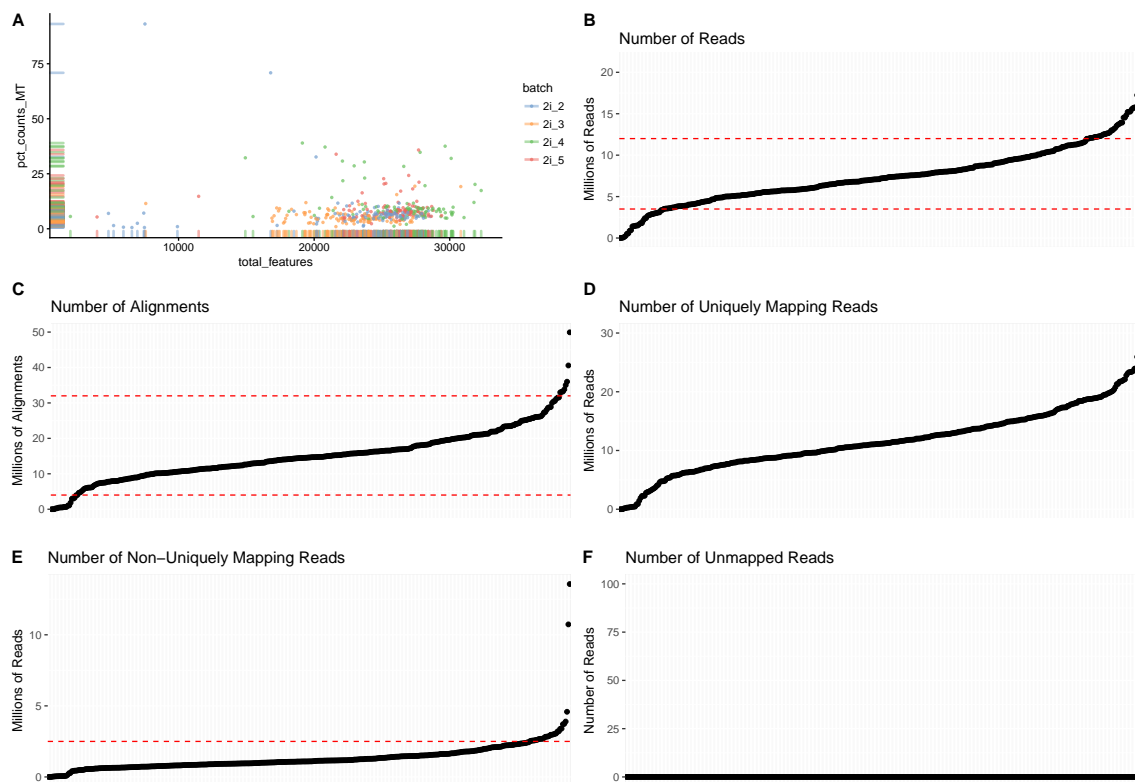 A
pct_counts_MT
75
50
25
0
10000
20000
30000
total_features
batch
2i_2
2i_3
2i_4
2i_5
B
Number of Reads
Millions of Reads
20
15
10
5
0
C
Number of Alignments
Millions of Alignments
50
40
30
20
10
0
D
Number of Uniquely Mapping Reads
Millions of Reads
30
20
10
0
E
Number of Non−Uniquely Mapping Reads
Millions of Reads
10
5
0
F
Number of Unmapped Reads
Number of Reads
100
75
50
25
0